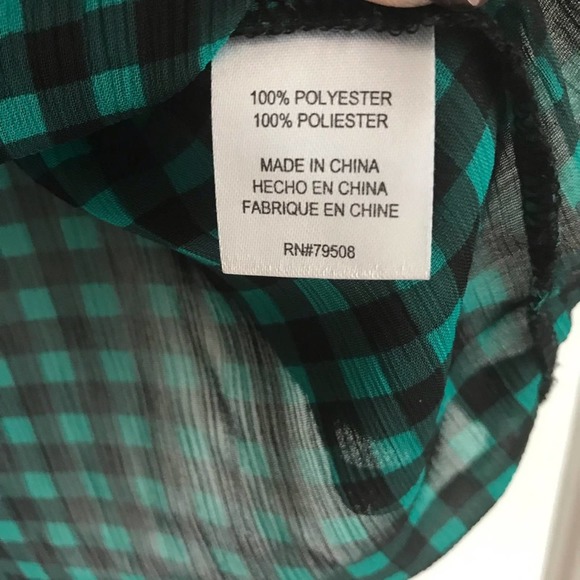 100% POLYESTER
100% POLIESTER
MADE IN CHINA
HECHO EN CHINA
FABRIQUE EN CHINE
RN#79508